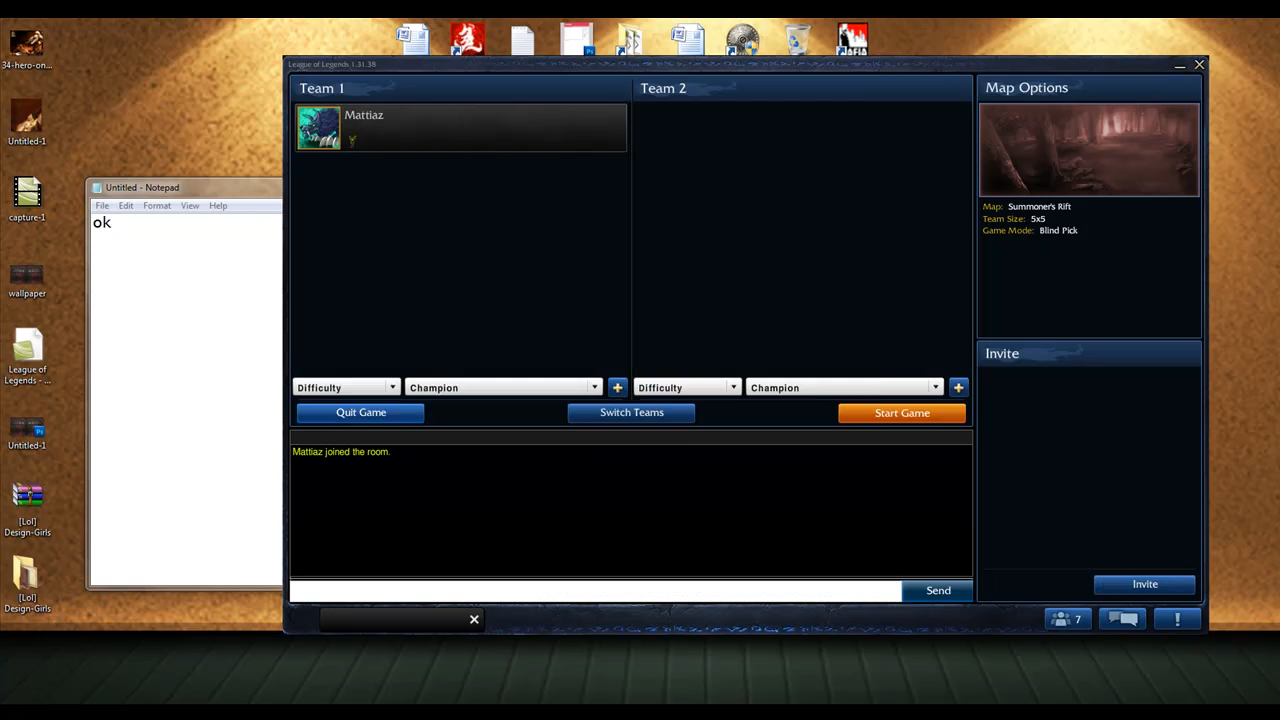 34-hero-on...
Untitled-1
capture-1
wallpaper
League of
Legends - ...
Untitled-1
[Lol]
Design-Girls
[Lol]
Design-Girls
Untitled - Notepad
File Edit Format View Help
ok
League of Legends 1.31.38
Team 1
Mattiaz
Team 2
Difficulty
Champion
Difficulty
Champion
Quit Game
Switch Teams
Start Game
Mattiaz joined the room.
Send
Map Options
Map: Summoner's Rift
Team Size: 5x5
Game Mode: Blind Pick
Invite
Invite
7